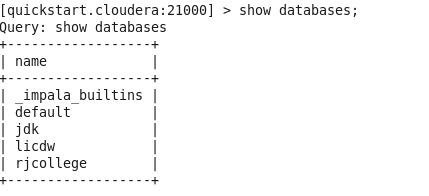 [quickstart.cloudera:21000] > show databases;
Query: show databases
+------------------+
| name             |
+------------------+
| _impala_builtins |
| default          |
| jdk              |
| licdw            |
| rjcollege        |
+------------------+